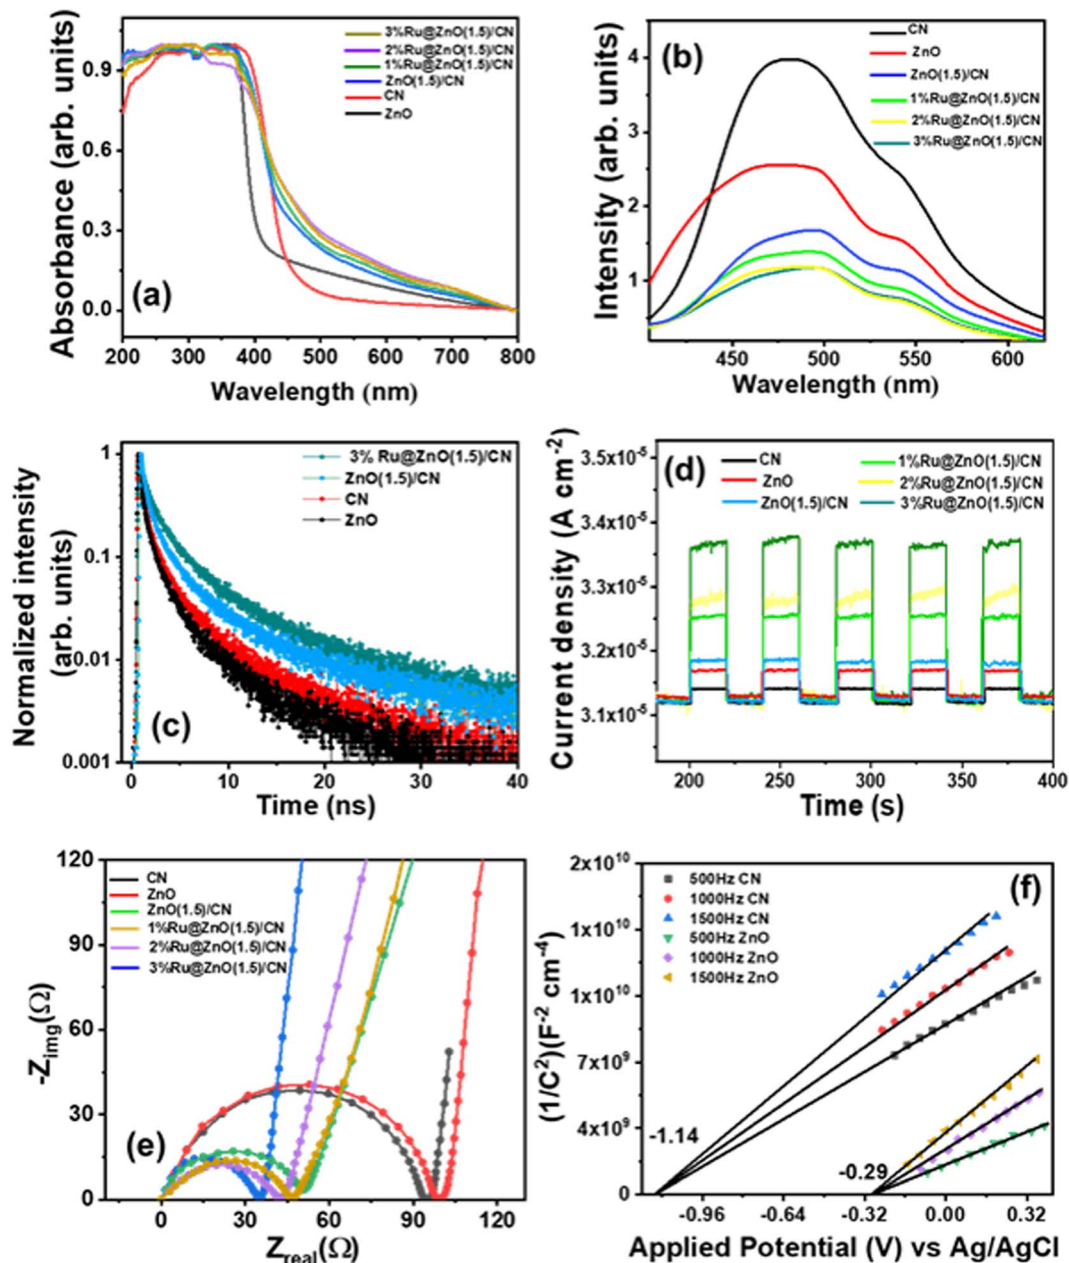 Absorbance (arb. units)
0.9
0.6
0.3
0.0
3%Ru@ZnO(1.5)/CN
2%Ru@ZnO(1.5)/CN
1%Ru@ZnO(1.5)/CN
ZnO(1.5)/CN
CN
ZnO
(a)
200 300 400 500 600 700 800
Wavelength (nm)
Intensity (arb. units)
4
3
2
1
(b)
CN
ZnO
ZnO(1.5)/CN
1%Ru@ZnO(1.5)/CN
2%Ru@ZnO(1.5)/CN
3%Ru@ZnO(1.5)/CN
450 500 550 600
Wavelength (nm)
Normalized intensity
(arb. units)
1
0.1
0.01
0.001
3% Ru@ZnO(1.5)/CN
ZnO(1.5)/CN
CN
ZnO
(c)
0 10 20 30 40
Time (ns)
Current density (A cm⁻²)
3.5x10⁻⁵
3.4x10⁻⁵
3.3x10⁻⁵
3.2x10⁻⁵
3.1x10⁻⁵
CN
ZnO
ZnO(1.5)/CN
1%Ru@ZnO(1.5)/CN
2%Ru@ZnO(1.5)/CN
3%Ru@ZnO(1.5)/CN
(d)
200 250 300 350 400
Time (s)
-Zimg(Ω)
120
90
60
30
0
CN
ZnO
ZnO(1.5)/CN
1%Ru@ZnO(1.5)/CN
2%Ru@ZnO(1.5)/CN
3%Ru@ZnO(1.5)/CN
(e)
0 30 60 90 120
Zreal(Ω)
(1/C²)(F⁻² cm⁻⁴)
2x10¹⁰
1x10¹⁰
1x10¹⁰
7x10⁹
4x10⁹
0
500Hz CN
1000Hz CN
1500Hz CN
500Hz ZnO
1000Hz ZnO
1500Hz ZnO
(f)
-1.14
-0.29
-0.96 -0.64 -0.32 0.00 0.32
Applied Potential (V) vs Ag/AgCl